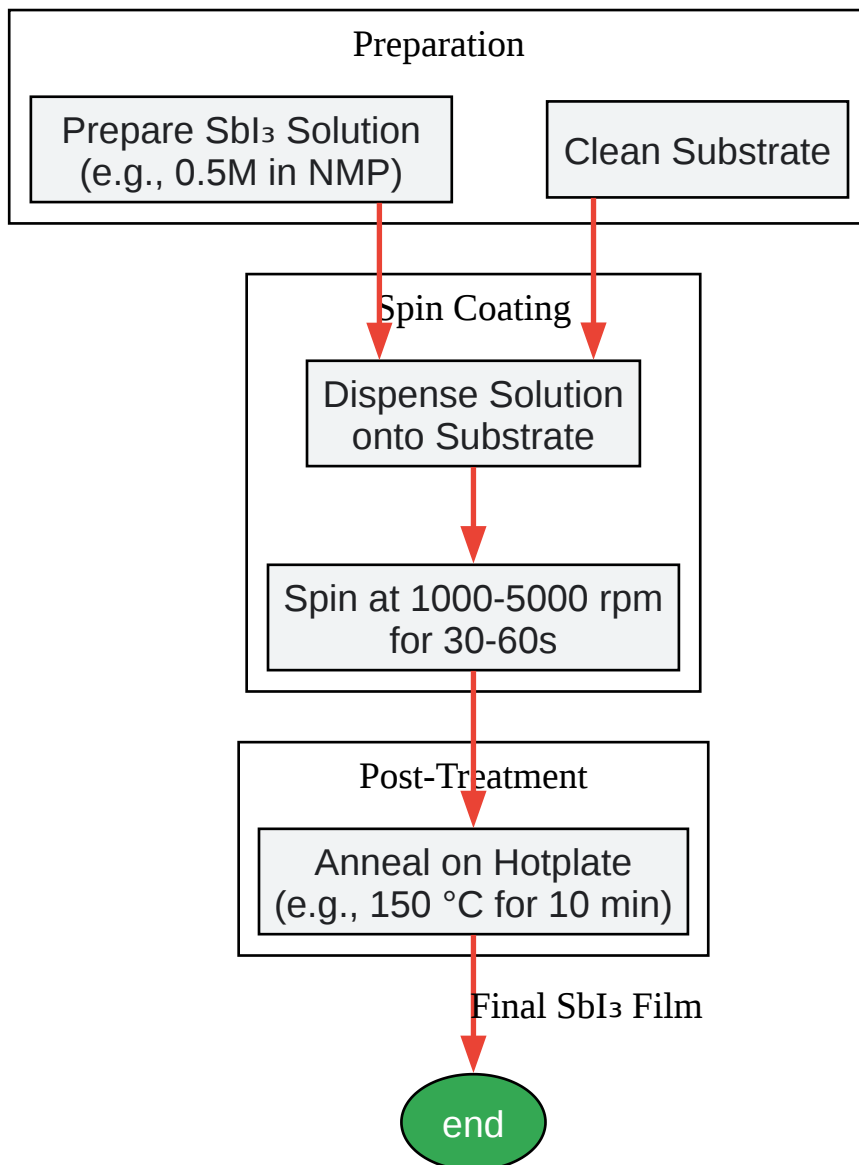 Preparation
Prepare SbI₃ Solution
(e.g., 0.5M in NMP)
Clean Substrate
Spin Coating
Dispense Solution
onto Substrate
Spin at 1000-5000 rpm
for 30-60s
Post-Treatment
Anneal on Hotplate
(e.g., 150 °C for 10 min)
Final SbI₃ Film
end